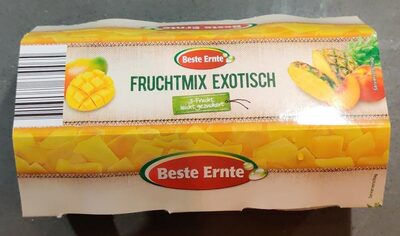 Beste Ernte
FRUCHTMIX EXOTISCH
3-Frucht,
leicht gezuckert
Beste Ernte